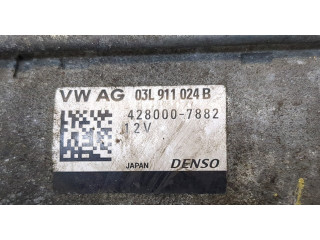 VW AG 03L 911 024 B
428000-7882
12V
JAPAN DENSO